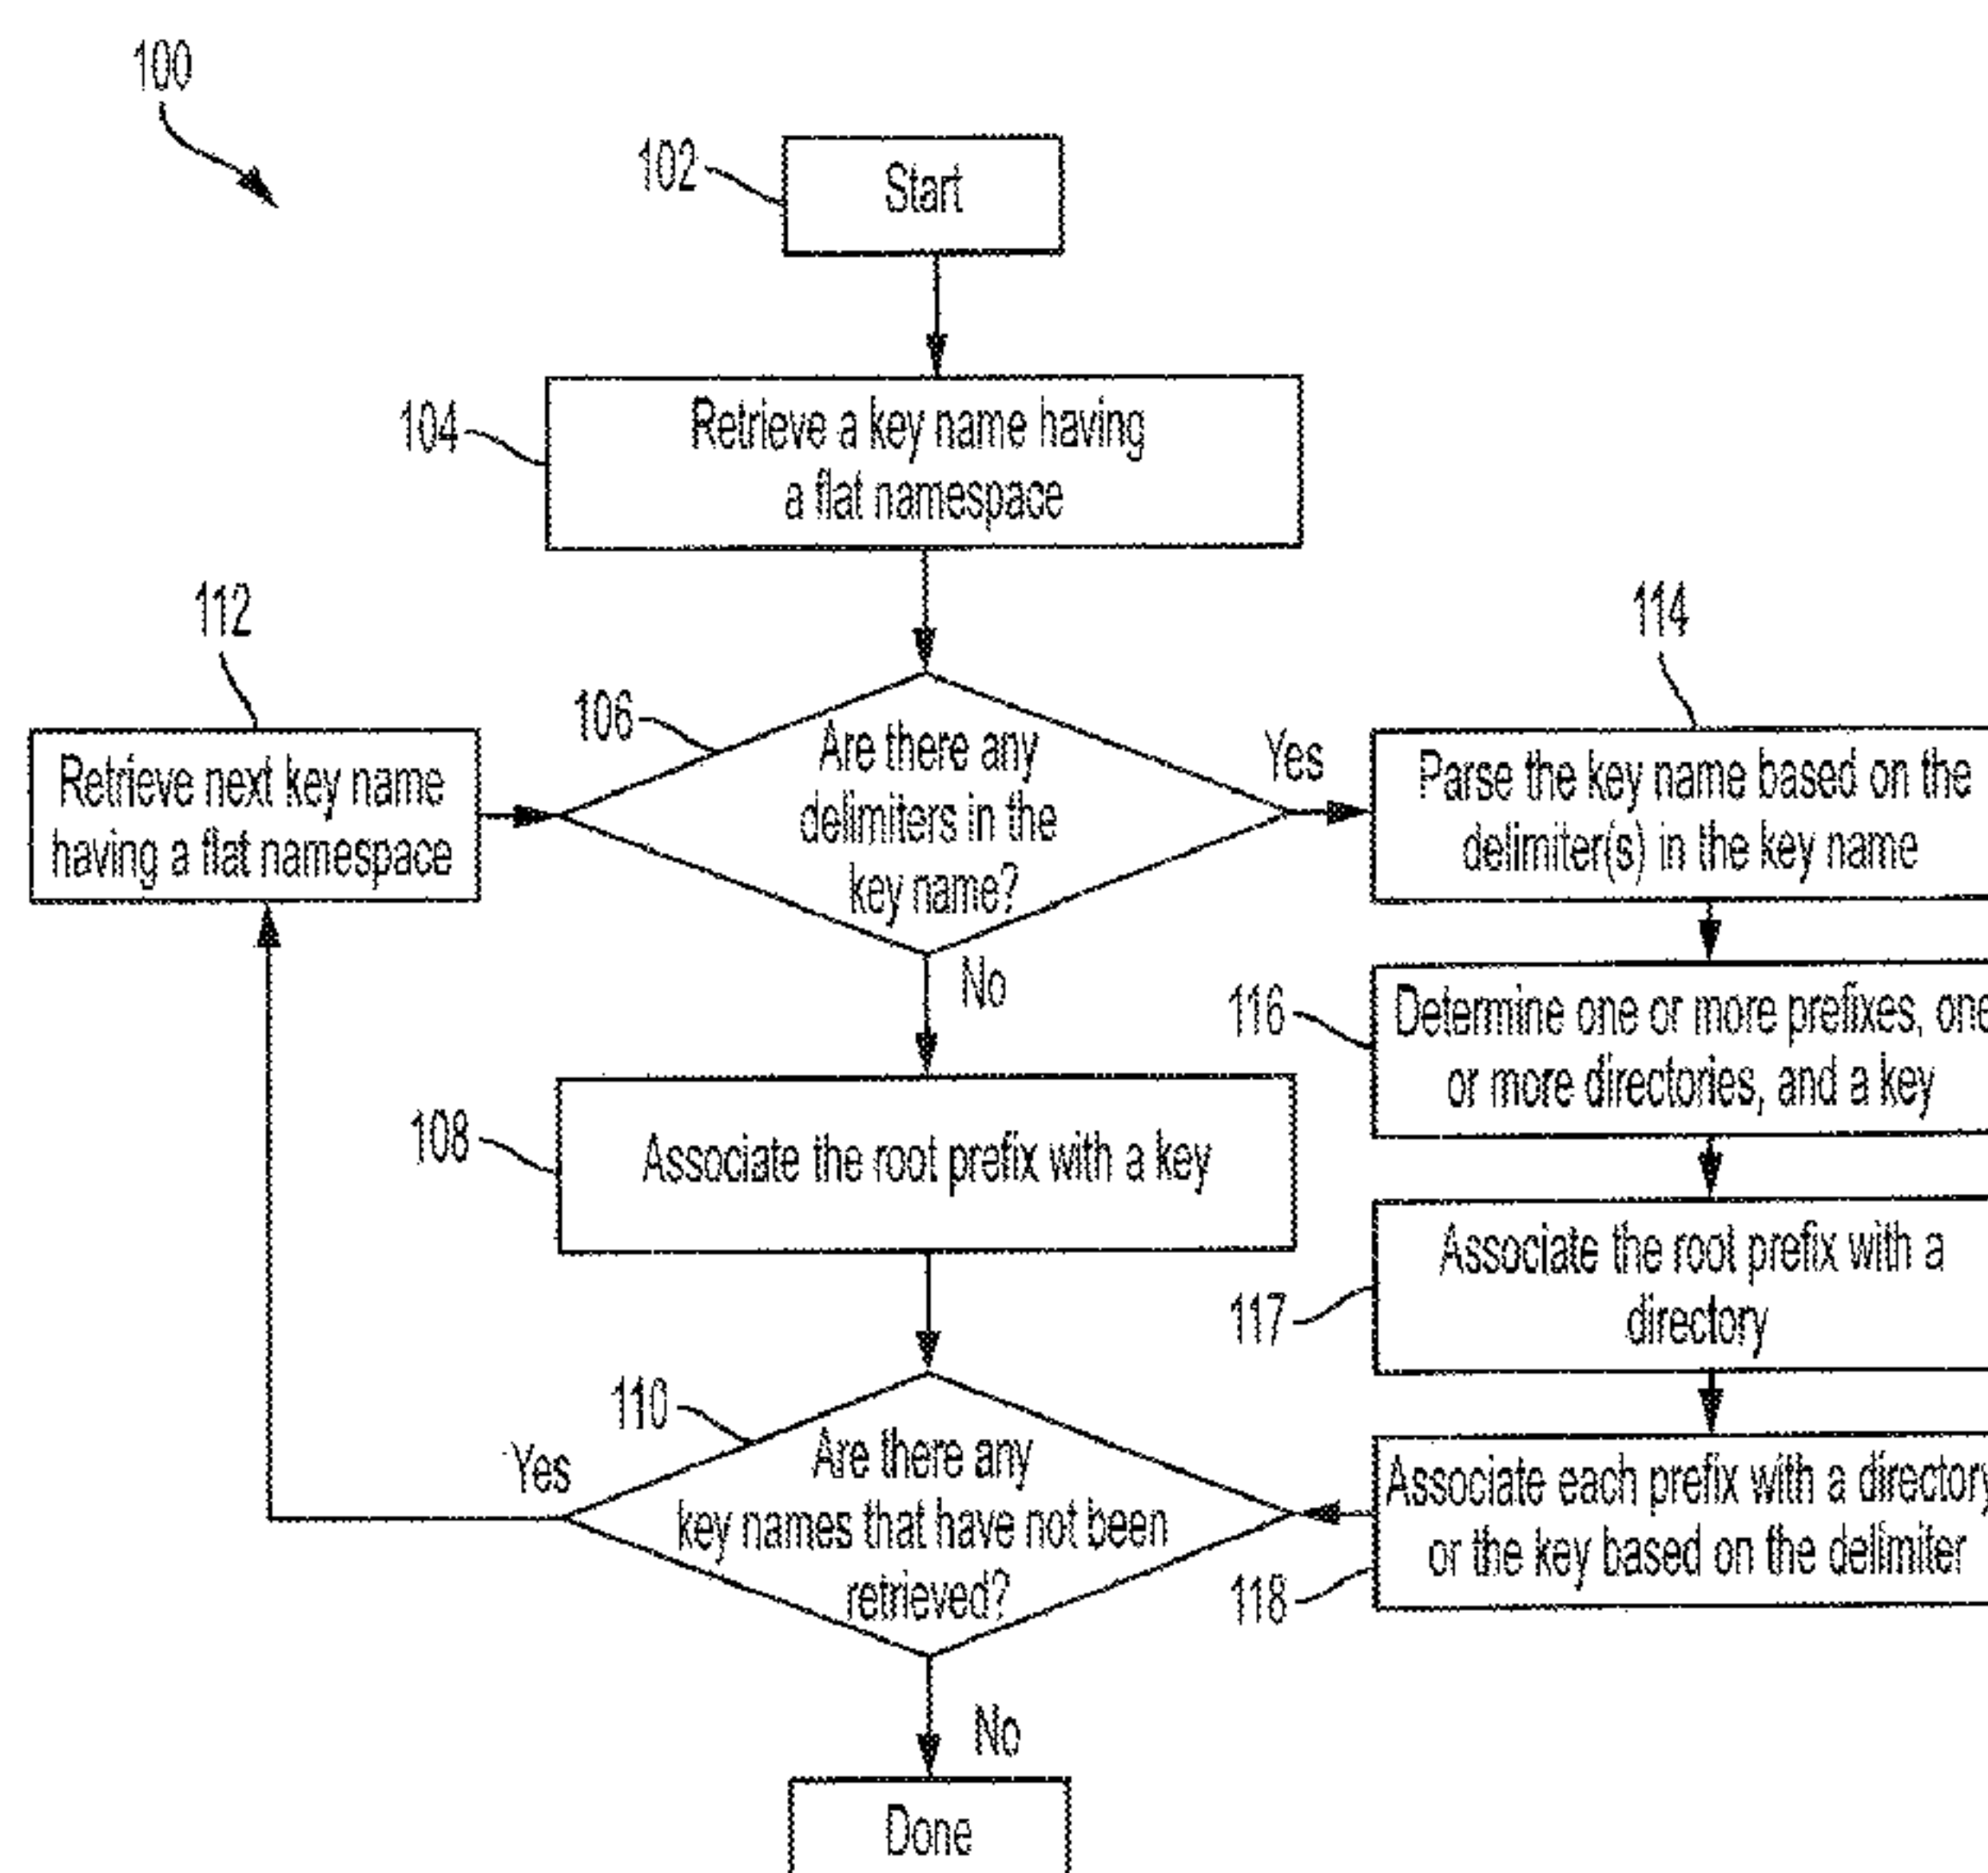 100
102
Start
104
Retrieve a key name having
a flat namespace
112
Retrieve next key name
having a flat namespace
106
Are there any
delimiters in the
key name?
Yes
No
114
Parse the key name based on the
delimiter(s) in the key name
116
Determine one or more prefixes, one
or more directories, and a key
108
Associate the root prefix with a key
117
Associate the root prefix with a
directory
110
Are there any
key names that have not been
retrieved?
Yes
No
118
Associate each prefix with a directory
or the key based on the delimiter
Done